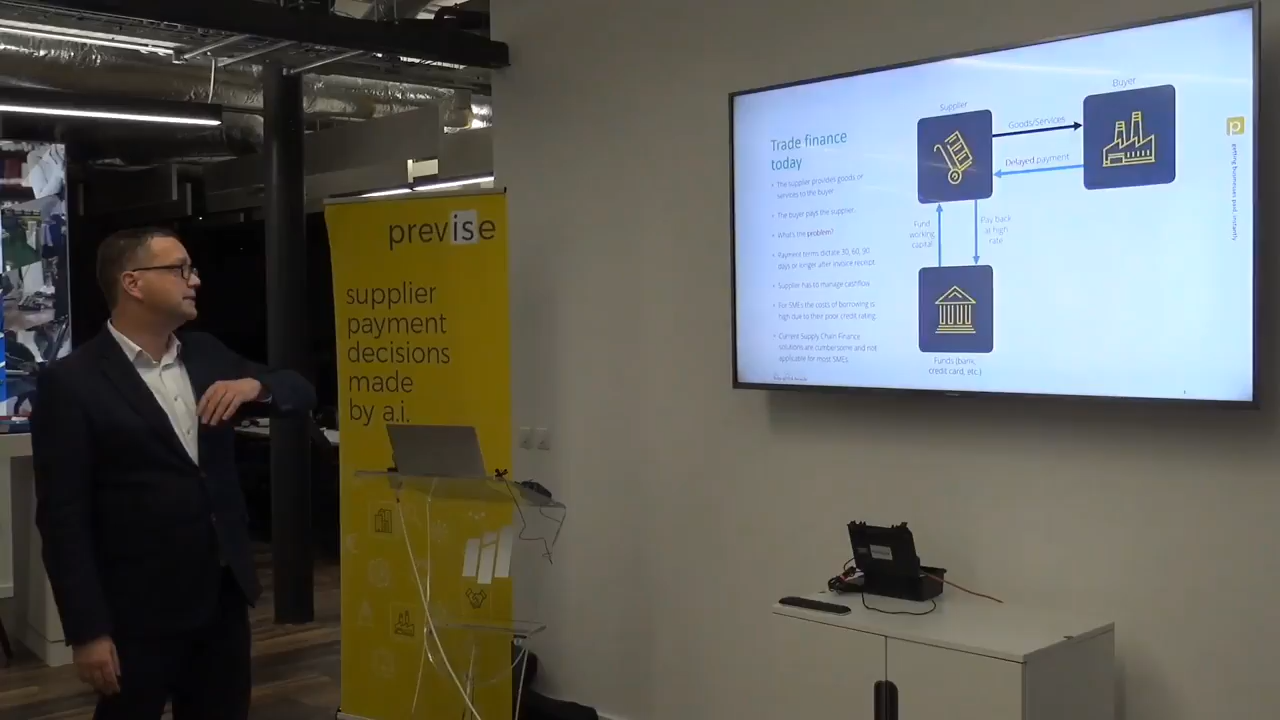 previse
supplier
payment
decisions
made
by a.i.
Trade finance
today
• The supplier provides goods or
services to the buyer.
• The buyer pays the supplier.
• What's the problem?
• Payment terms dictate 30, 60, 90
days or longer after invoice receipt.
• Supplier has to manage cashflow
• For SMEs the costs of borrowing is
high due to their poor credit rating.
• Current Supply Chain Finance
solutions are cumbersome and not
applicable for most SMEs.
Supplier
Goods/Services
Buyer
Delayed payment
Fund
working
capital
Pay back
at high
rate
Funds (bank,
credit card, etc.)
p
getting businesses paid, instantly